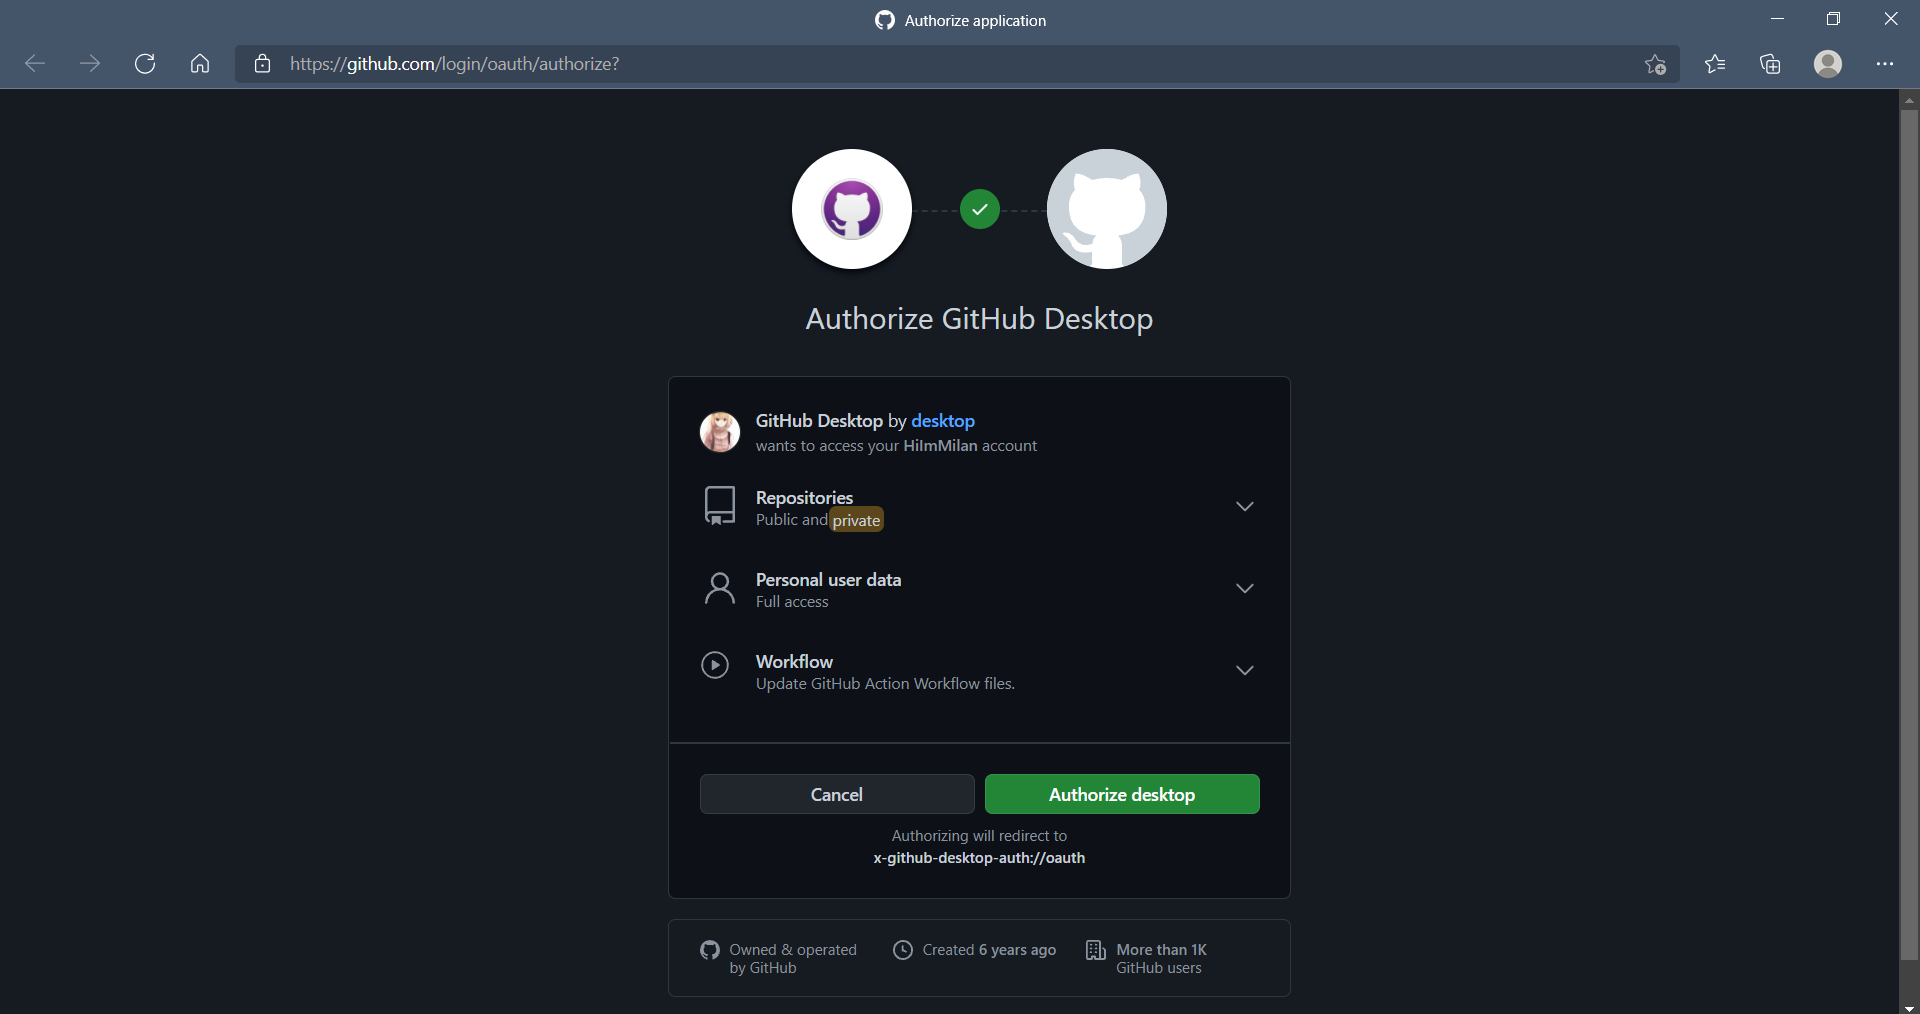 Authorize application
https://github.com/login/oauth/authorize?
Authorize GitHub Desktop
GitHub Desktop by desktop
wants to access your HiImMilan account
Repositories
Public and private
Personal user data
Full access
Workflow
Update GitHub Action Workflow files.
Cancel
Authorize desktop
Authorizing will redirect to
x-github-desktop-auth://oauth
Owned & operated
by GitHub
Created 6 years ago
More than 1K
GitHub users